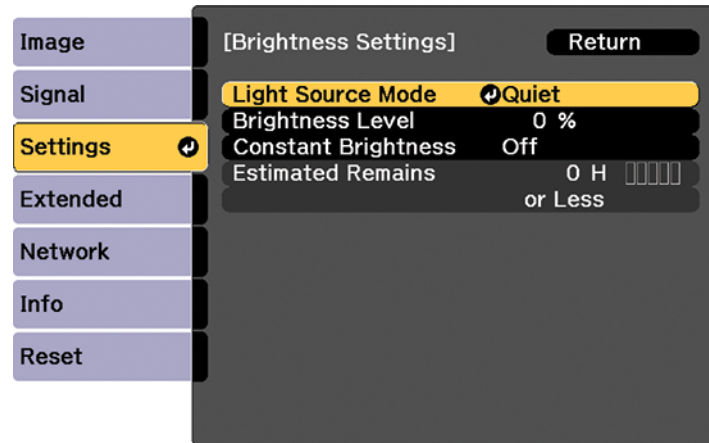 Image
Signal
Settings
Extended
Network
Info
Reset
[Brightness Settings] Return
Light Source Mode Quiet
Brightness Level 0 %
Constant Brightness Off
Estimated Remains 0 H
or Less